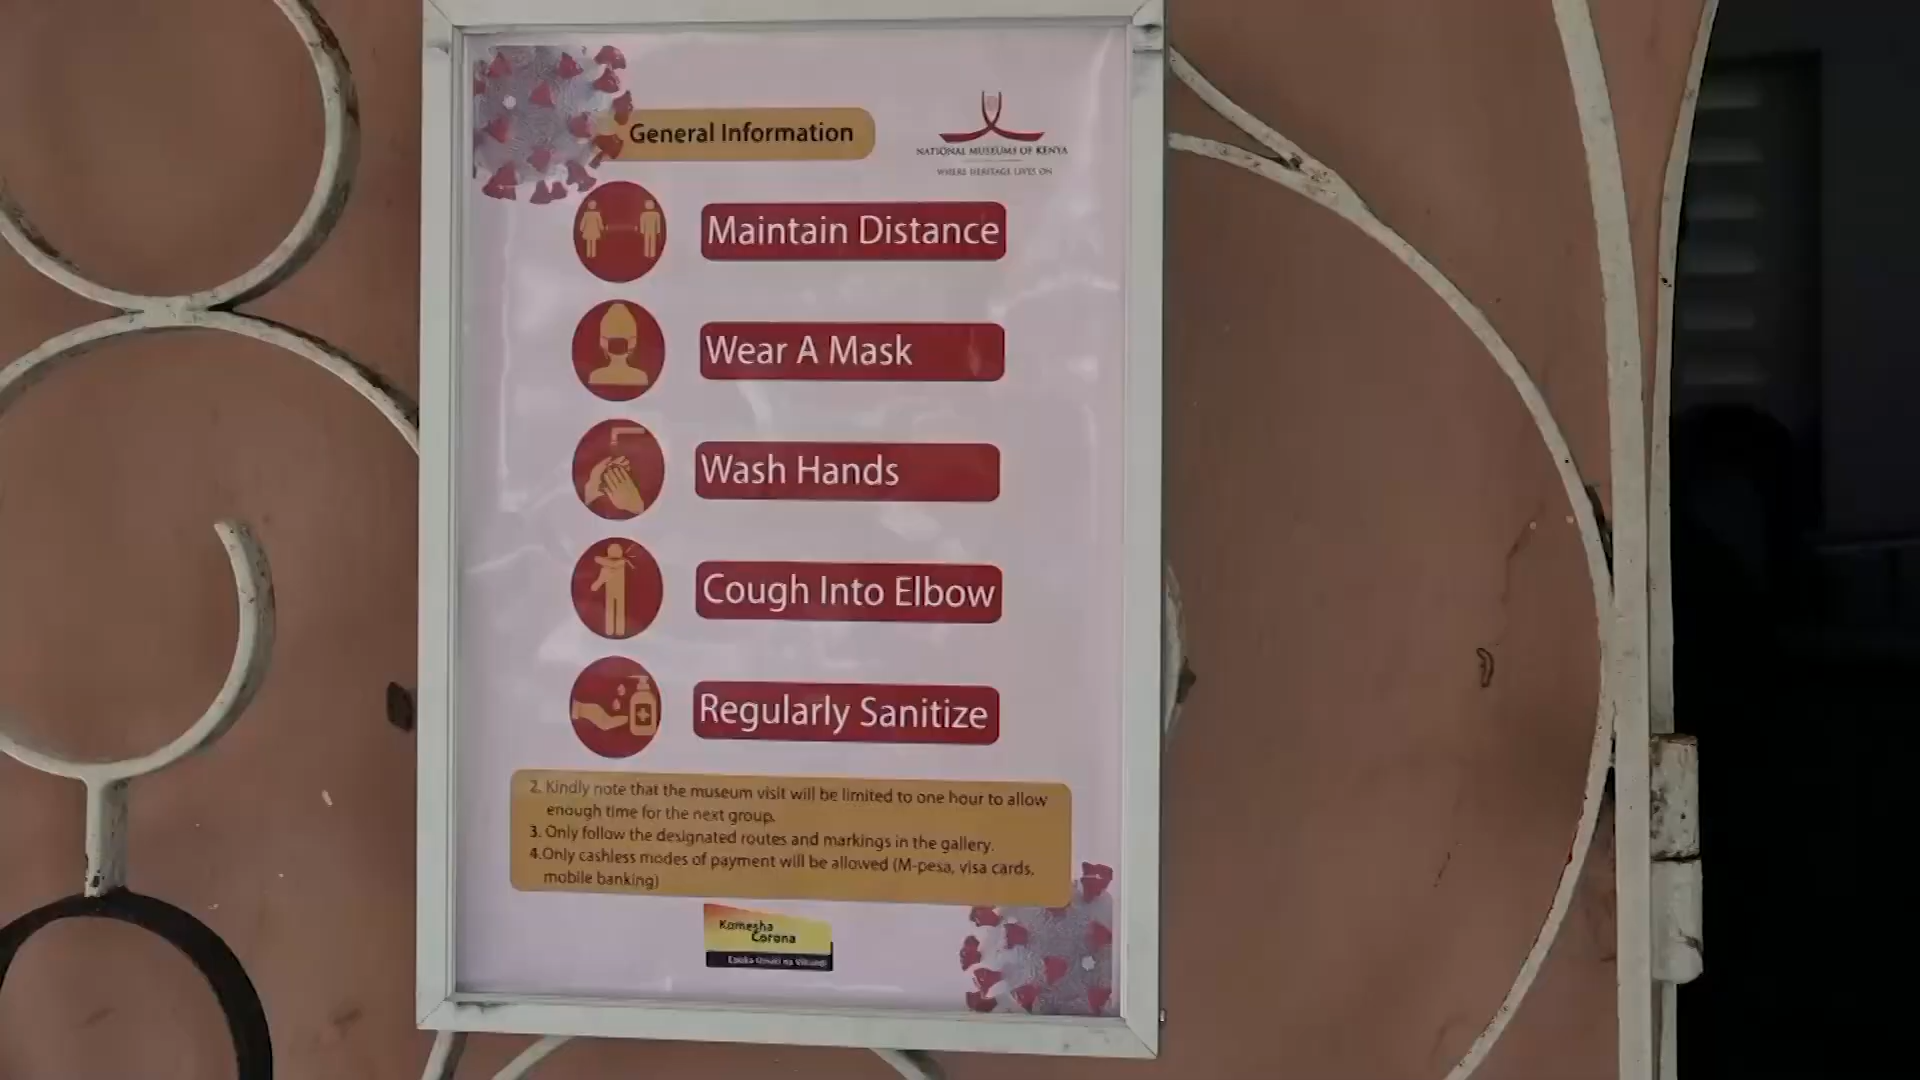 General Information
NATIONAL MUSEUMS OF KENYA
WHERE HERITAGE LIVES ON
Maintain Distance
Wear A Mask
Wash Hands
Cough Into Elbow
Regularly Sanitize
2. Kindly note that the museum visit will be limited to one hour to allow
enough time for the next group.
3. Only follow the designated routes and markings in the gallery.
4.Only cashless modes of payment will be allowed (M-pesa, visa cards,
mobile banking)
Komesha
Corona